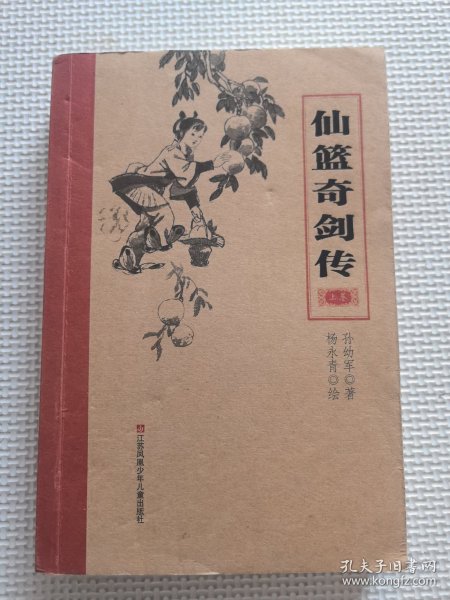 仙篮奇剑传
上卷
孙幼军◎著
杨永青◎绘
江苏凤凰少年儿童出版社
孔夫子旧书网
www.kongfz.com